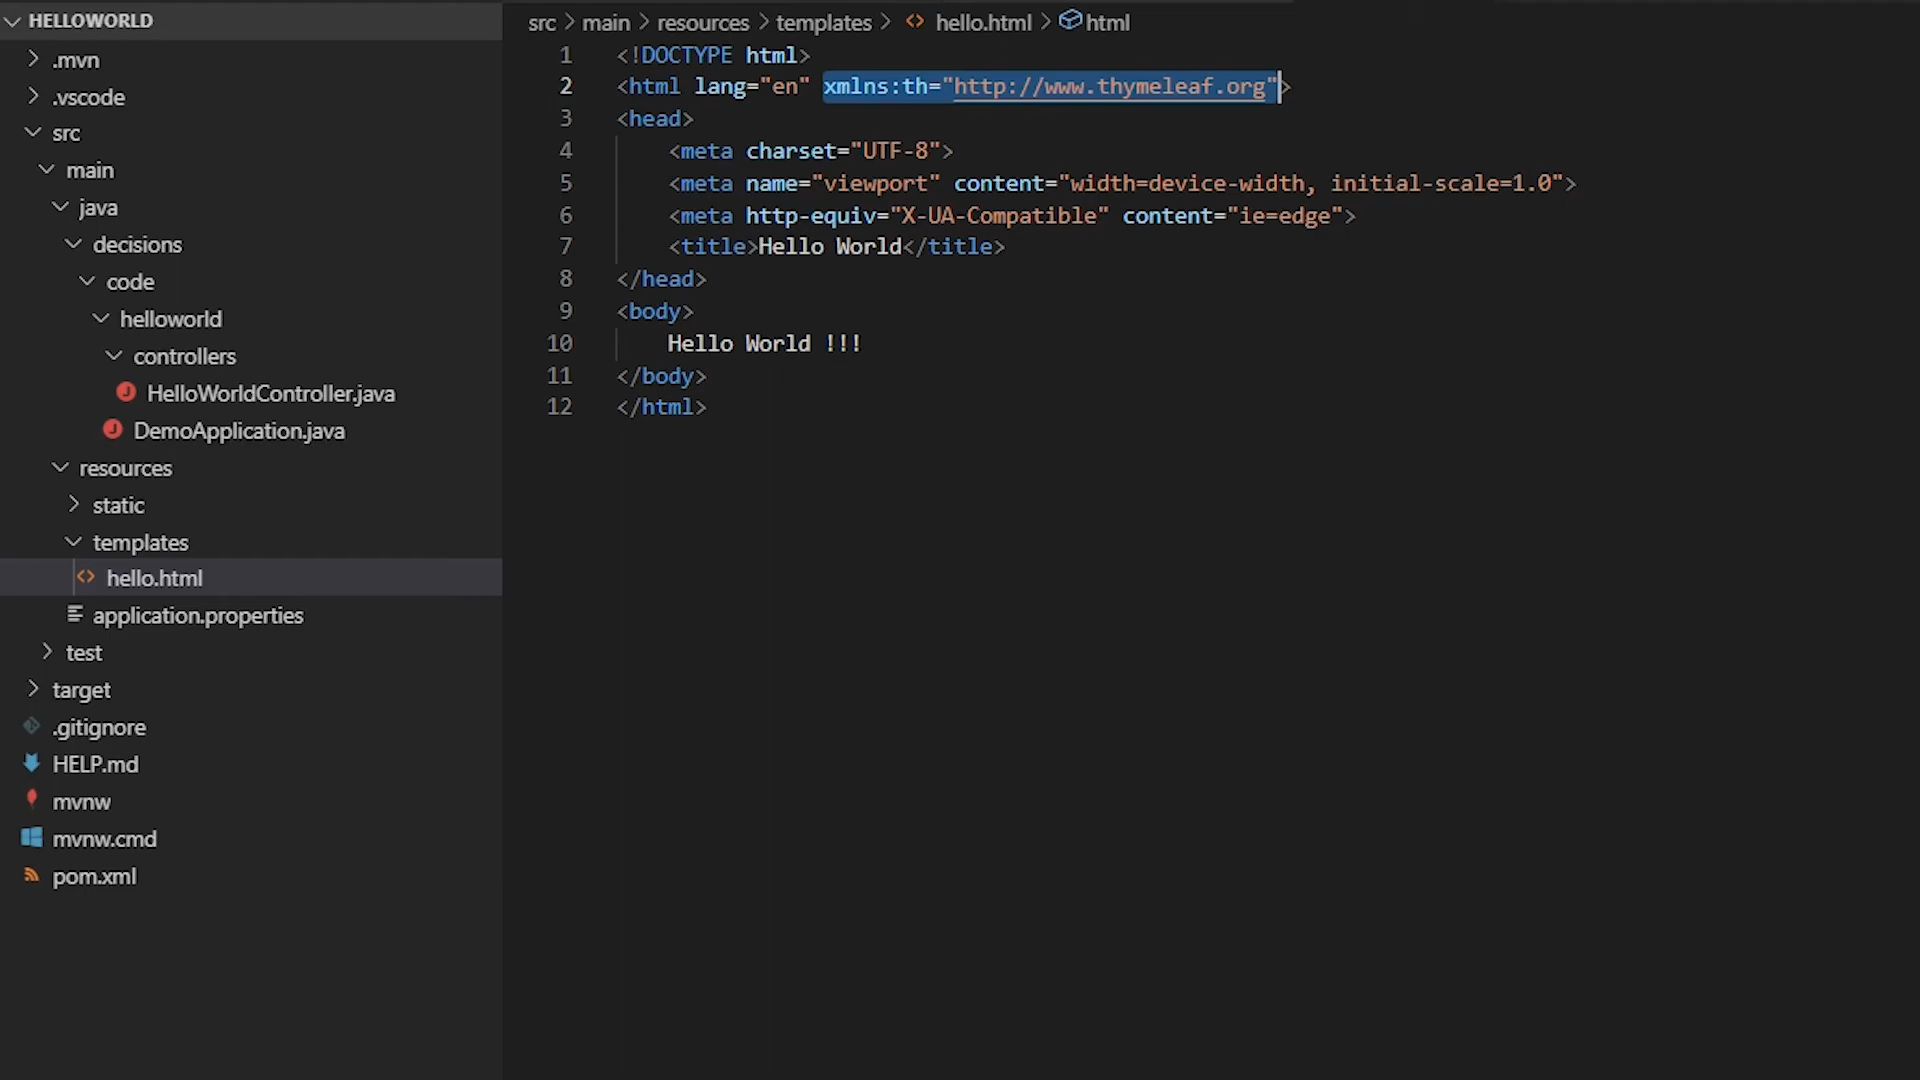 HELLOWORLD
.mvn
.vscode
src
main
java
decisions
code
helloworld
controllers
HelloWorldController.java
DemoApplication.java
resources
static
templates
hello.html
application.properties
test
target
.gitignore
HELP.md
mvnw
mvnw.cmd
pom.xml
src > main > resources > templates > <> hello.html > html
1 <!DOCTYPE html>
2 <html lang="en" xmlns:th="http://www.thymeleaf.org">
3 <head>
4 <meta charset="UTF-8">
5 <meta name="viewport" content="width=device-width, initial-scale=1.0">
6 <meta http-equiv="X-UA-Compatible" content="ie=edge">
7 <title>Hello World</title>
8 </head>
9 <body>
10 Hello World !!!
11 </body>
12 </html>